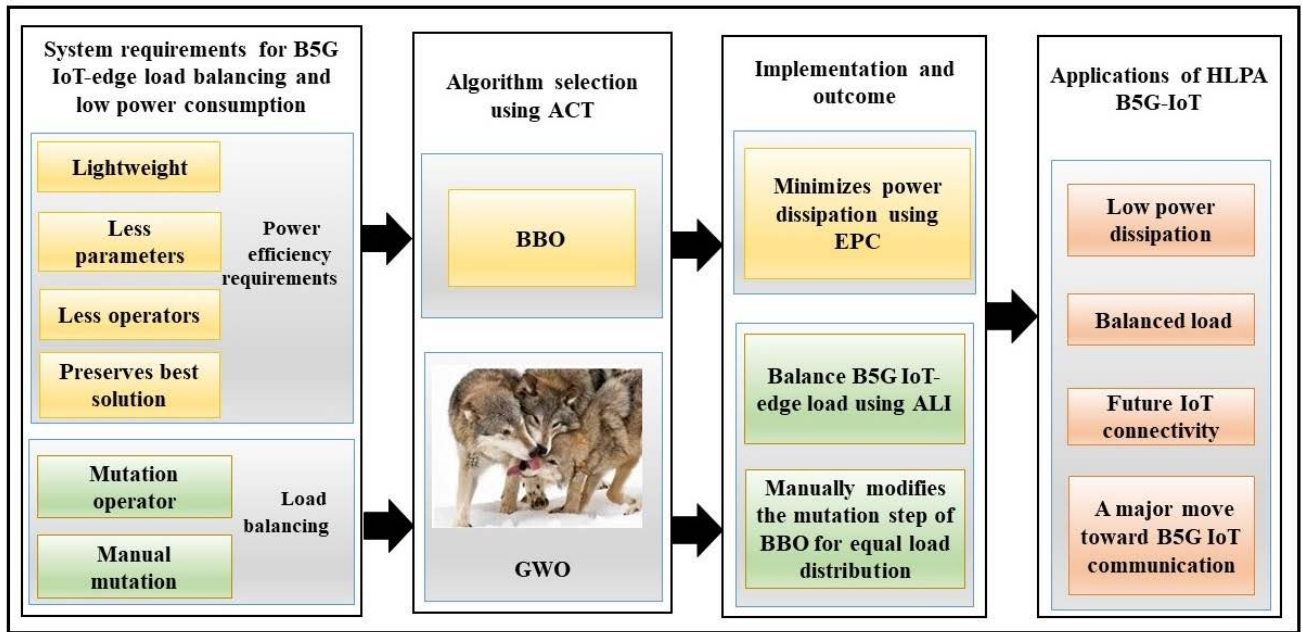 System requirements for B5G
IoT-edge load balancing and
low power consumption
Lightweight
Less
parameters
Less operators
Preserves best
solution
Power
efficiency
requirements
Mutation
operator
Manual
mutation
Load
balancing
Algorithm selection
using ACT
BBO
GWO
Implementation and
outcome
Minimizes power
dissipation using
EPC
Balance B5G IoT-
edge load using ALI
Manually modifies
the mutation step of
BBO for equal load
distribution
Applications of HLPA
B5G-IoT
Low power
dissipation
Balanced load
Future IoT
connectivity
A major move
toward B5G IoT
communication